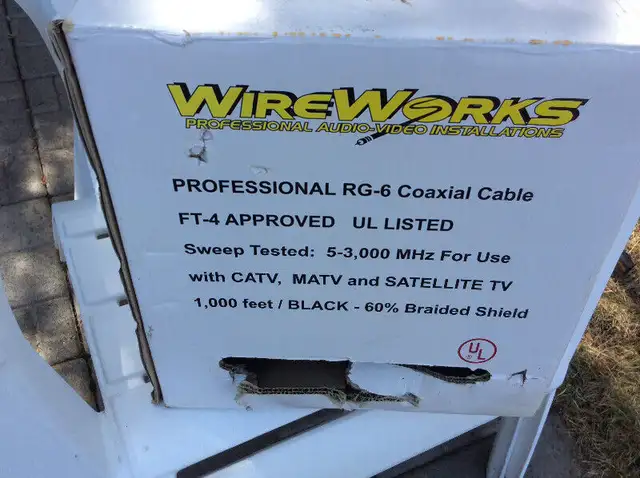 WIREWORKS
PROFESSIONAL AUDIO-VIDEO INSTALLATIONS
PROFESSIONAL RG-6 Coaxial Cable
FT-4 APPROVED UL LISTED
Sweep Tested: 5-3,000 MHz For Use
with CATV, MATV and SATELLITE TV
1,000 feet / BLACK - 60% Braided Shield
UL